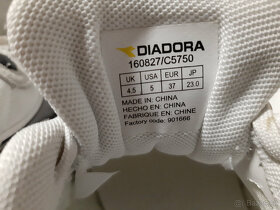 DIADORA
160827/C5750
UK USA EUR JP
4.5 5 37 23.0
MADE IN CHINA
HECHO EN CHINA
FABRIQUE EN CHINE
Factory code: 901666